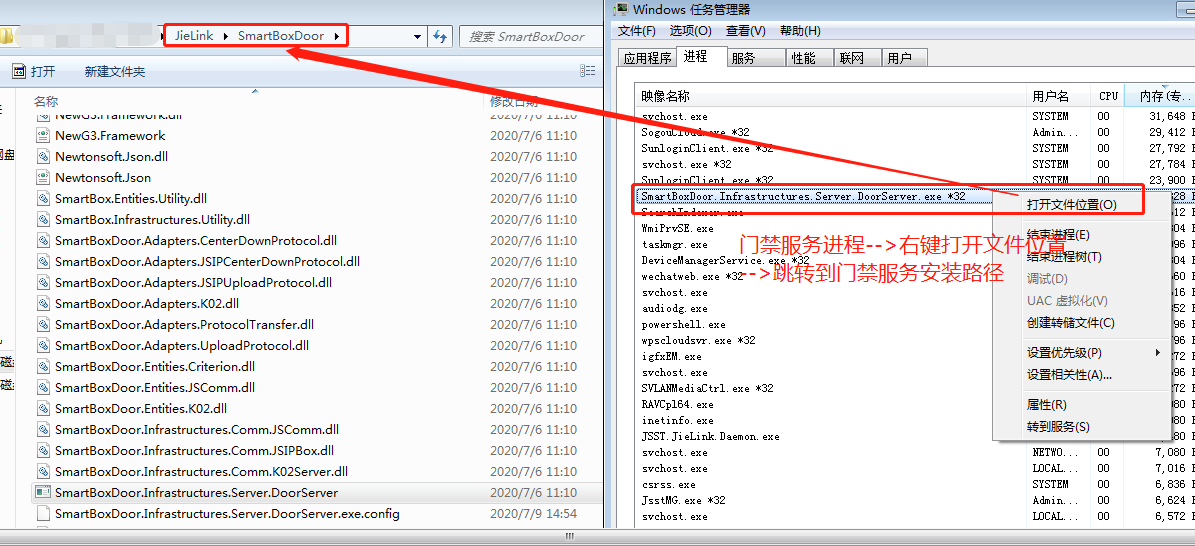 JieLink ▸ SmartBoxDoor ▸
搜索 SmartBoxDoor
打开
新建文件夹
名称
修改日期
NewG3.Framework.dll 2020/7/6 11:10
NewG3.Framework 2020/7/6 11:10
Newtonsoft.Json.dll 2020/7/6 11:10
Newtonsoft.Json 2020/7/6 11:10
SmartBox.Entities.Utility.dll 2020/7/6 11:10
SmartBox.Infrastructures.Utility.dll 2020/7/6 11:10
SmartBoxDoor.Adapters.CenterDownProtocol.dll 2020/7/6 11:10
SmartBoxDoor.Adapters.JSIPCenterDownProtocol.dll 2020/7/6 11:10
SmartBoxDoor.Adapters.JSIPUploadProtocol.dll 2020/7/6 11:10
SmartBoxDoor.Adapters.K02.dll 2020/7/6 11:10
SmartBoxDoor.Adapters.ProtocolTransfer.dll 2020/7/6 11:10
SmartBoxDoor.Adapters.UploadProtocol.dll 2020/7/6 11:10
SmartBoxDoor.Entities.Criterion.dll 2020/7/6 11:10
SmartBoxDoor.Entities.JSComm.dll 2020/7/6 11:10
SmartBoxDoor.Entities.K02.dll 2020/7/6 11:10
SmartBoxDoor.Infrastructures.Comm.JSComm.dll 2020/7/6 11:10
SmartBoxDoor.Infrastructures.Comm.JSIPBox.dll 2020/7/6 11:10
SmartBoxDoor.Infrastructures.Comm.K02Server.dll 2020/7/6 11:10
SmartBoxDoor.Infrastructures.Server.DoorServer 2020/7/6 11:10
SmartBoxDoor.Infrastructures.Server.DoorServer.exe.config 2020/7/9 14:54
Windows 任务管理器
文件(F) 选项(O) 查看(V) 帮助(H)
应用程序 进程 服务 性能 联网 用户
映像名称 用户名 CPU 内存(专...
svchost.exe SYSTEM 00 31,648
SogouCloud.exe *32 Admin... 00 29,412
SunloginClient.exe *32 SYSTEM 00 27,792
svchost.exe SYSTEM 00 27,784
SunloginClient.exe *32 SYSTEM 00 23,900
SmartBoxDoor.Infrastructures.Server.DoorServer.exe *32
SearchIndexer.exe
WmiPrvSE.exe
taskmgr.exe
DeviceManagerService.exe *32
wechatweb.exe *32
svchost.exe
audiodg.exe
powershell.exe
wpscloudsvr.exe *32
igfxEM.exe
svchost.exe
SVLANMediaCtrl.exe *32
RAVCpl64.exe
inetinfo.exe
JSST.JieLink.Daemon.exe
svchost.exe NETWO... 00 7,080
svchost.exe LOCAL... 00 7,016
csrss.exe SYSTEM 00 6,836
JsstMG.exe *32 Admin... 00 6,624
svchost.exe LOCAL... 00 6,576
打开文件位置(O)
结束进程(E)
结束进程树(T)
调试(D)
UAC 虚拟化(V)
创建转储文件(C)
设置优先级(P)
设置相关性(A)...
属性(R)
转到服务(S)
门禁服务进程-->右键打开文件位置
-->跳转到门禁服务安装路径